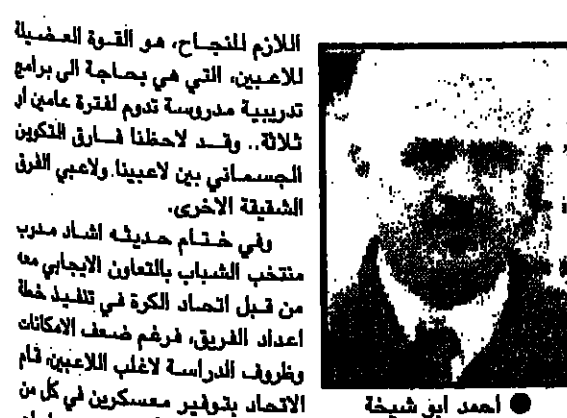 اللازم للنجاح، هو القوة العضيلة
للاعبين، التي هي بحاجة الى برامج
تدريبية مدروسة تدوم لفترة عامين او
ثلاثة.. وقد لاحظنا فارق التكوين
الجسماني بين لاعبينا ولاعبي الفرق
الشقيقة الاخرى.
وفي ختام حديثه اشاد مدرب
منتخب الشباب بالتعاون الايجابي معه
من قبل اتحاد الكرة في تنفيذ خطة
اعداد الفريق، فرغم ضعف الامكانات
وظروف الدراسة لاغلب اللاعبين قام
الاتحاد بتوفير معسكرين في كل من
احمد ابو شيخة